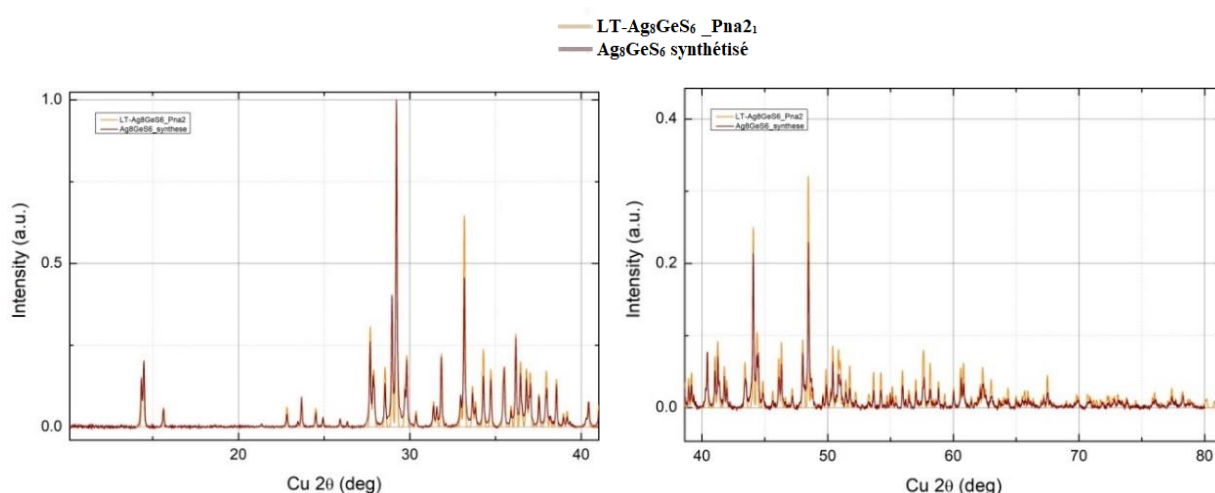 LT-Ag₈GeS₆ _Pna2₁
Ag₈GeS₆ synthétisé
1.0
0.5
0.0
Intensity (a.u.)
LT-Ag8GeS6_Pna2
Ag8GeS6_synthese
20
30
40
Cu 2θ (deg)
0.4
0.2
0.0
Intensity (a.u.)
LT-Ag8GeS6_Pna2
Ag8GeS6_synthese
40
50
60
70
80
Cu 2θ (deg)